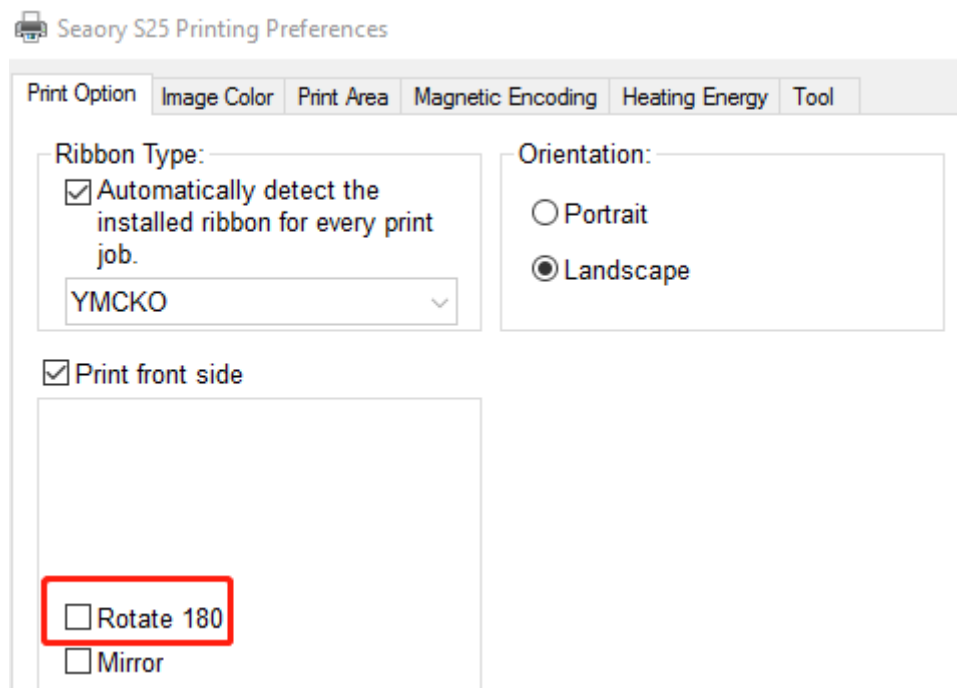 Seaory S25 Printing Preferences
Print Option Image Color Print Area Magnetic Encoding Heating Energy Tool
Ribbon Type:
Automatically detect the
installed ribbon for every print
job.
YMCKO
Orientation:
Portrait
Landscape
Print front side
Rotate 180
Mirror